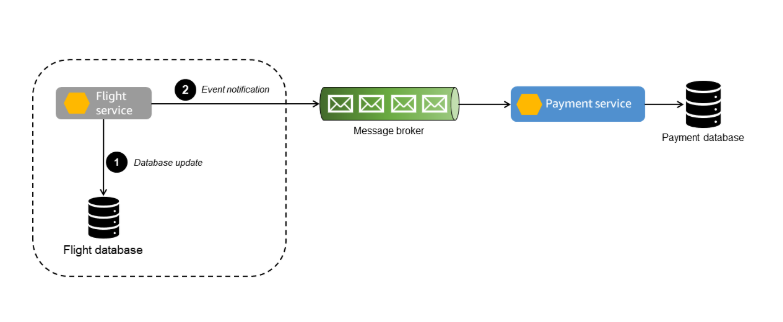 2 Event notification
Flight
service
Payment service
Message broker
Payment database
1 Database update
Flight database